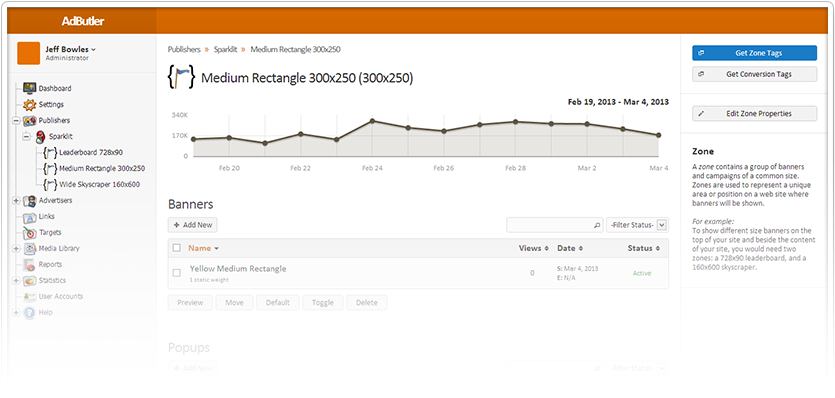 AdButler
Jeff Bowles
Administrator
Dashboard
Settings
Publishers
Sparklit
Leaderboard 728x90
Medium Rectangle 300x250
Wide Skyscraper 160x600
Advertisers
Links
Targets
Media Library
Reports
Statistics
User Accounts
Help
Publishers » Sparklit » Medium Rectangle 300x250
Medium Rectangle 300x250 (300x250)
Feb 19, 2013 - Mar 4, 2013
340K
170K
0
Feb 20 Feb 22 Feb 24 Feb 26 Feb 28 Mar 2 Mar 4
Banners
+ Add New -Filter Status-
Name Views Date Status
Yellow Medium Rectangle
1 static weight
0
S: Mar 4, 2013
E: N/A
Active
Preview Move Default Toggle Delete
Popups
+ Add New -Filter Status-
Get Zone Tags
Get Conversion Tags
Edit Zone Properties
Zone
A zone contains a group of banners
and campaigns of a common size.
Zones are used to represent a unique
area or position on a web site where
banners will be shown.
For example:
To show different size banners on the
top of your site and beside the content
of your site, you would need two
zones: a 728x90 leaderboard, and a
160x600 skyscraper.